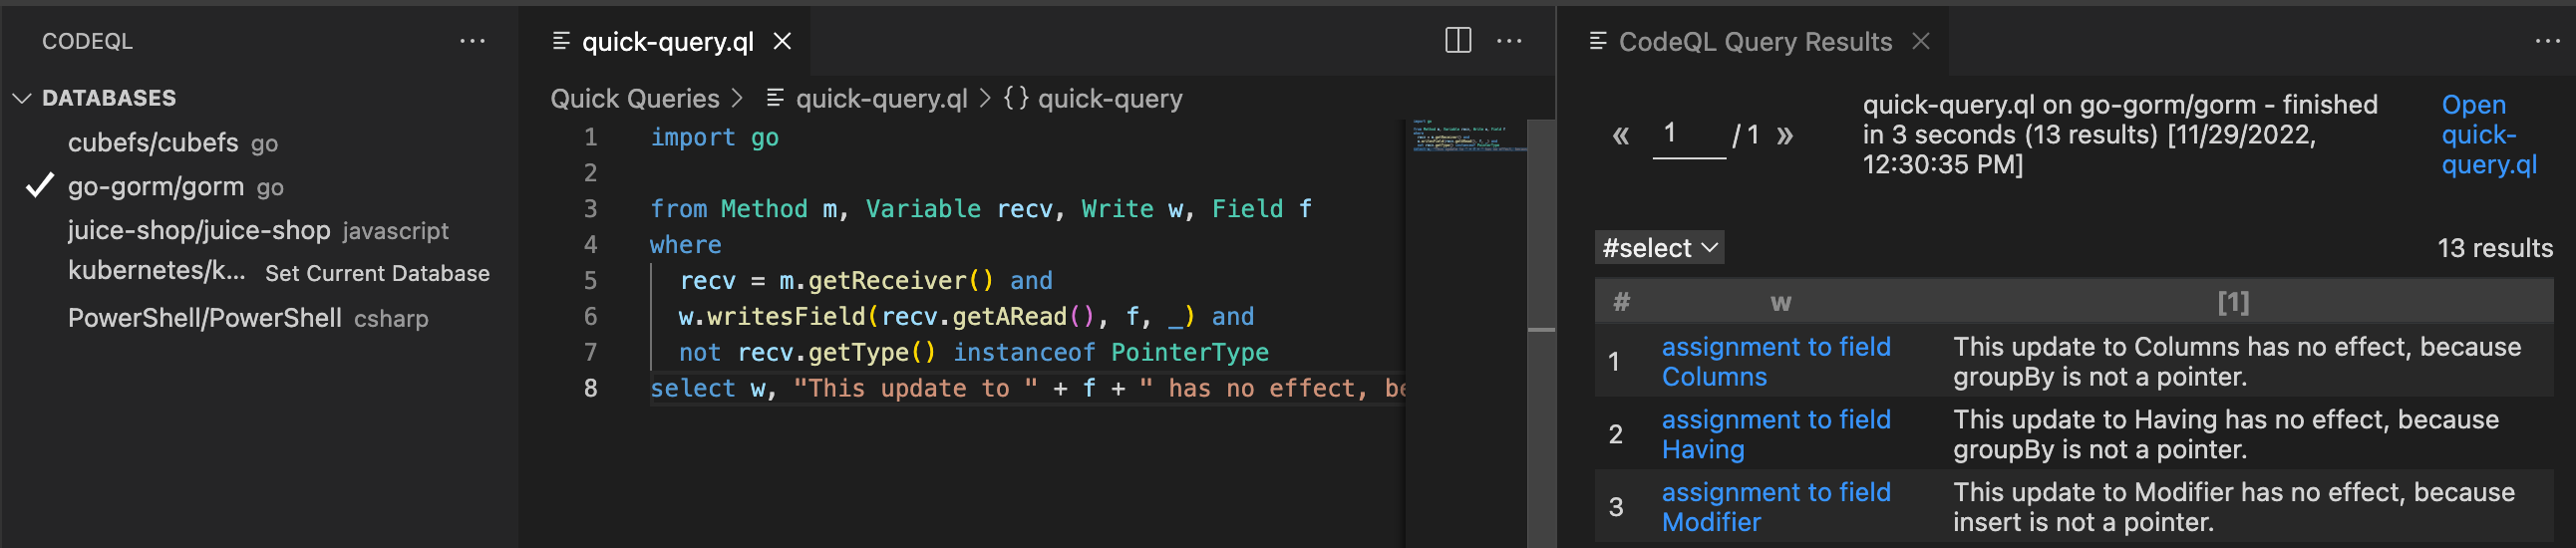 CODEQL
DATABASES
cubefs/cubefs go
go-gorm/gorm go
juice-shop/juice-shop javascript
kubernetes/k... Set Current Database
PowerShell/PowerShell csharp
quick-query.ql
Quick Queries > quick-query.ql > {} quick-query
1 import go
2
3 from Method m, Variable recv, Write w, Field f
4 where
5 recv = m.getReceiver() and
6 w.writesField(recv.getARead(), f, _) and
7 not recv.getType() instanceof PointerType
8 select w, "This update to " + f + " has no effect, be
CodeQL Query Results
« 1 / 1 »
quick-query.ql on go-gorm/gorm - finished
in 3 seconds (13 results) [11/29/2022,
12:30:35 PM]
Open
quick-
query.ql
#select
13 results
# w [1]
1 assignment to field
Columns
This update to Columns has no effect, because
groupBy is not a pointer.
2 assignment to field
Having
This update to Having has no effect, because
groupBy is not a pointer.
3 assignment to field
Modifier
This update to Modifier has no effect, because
insert is not a pointer.